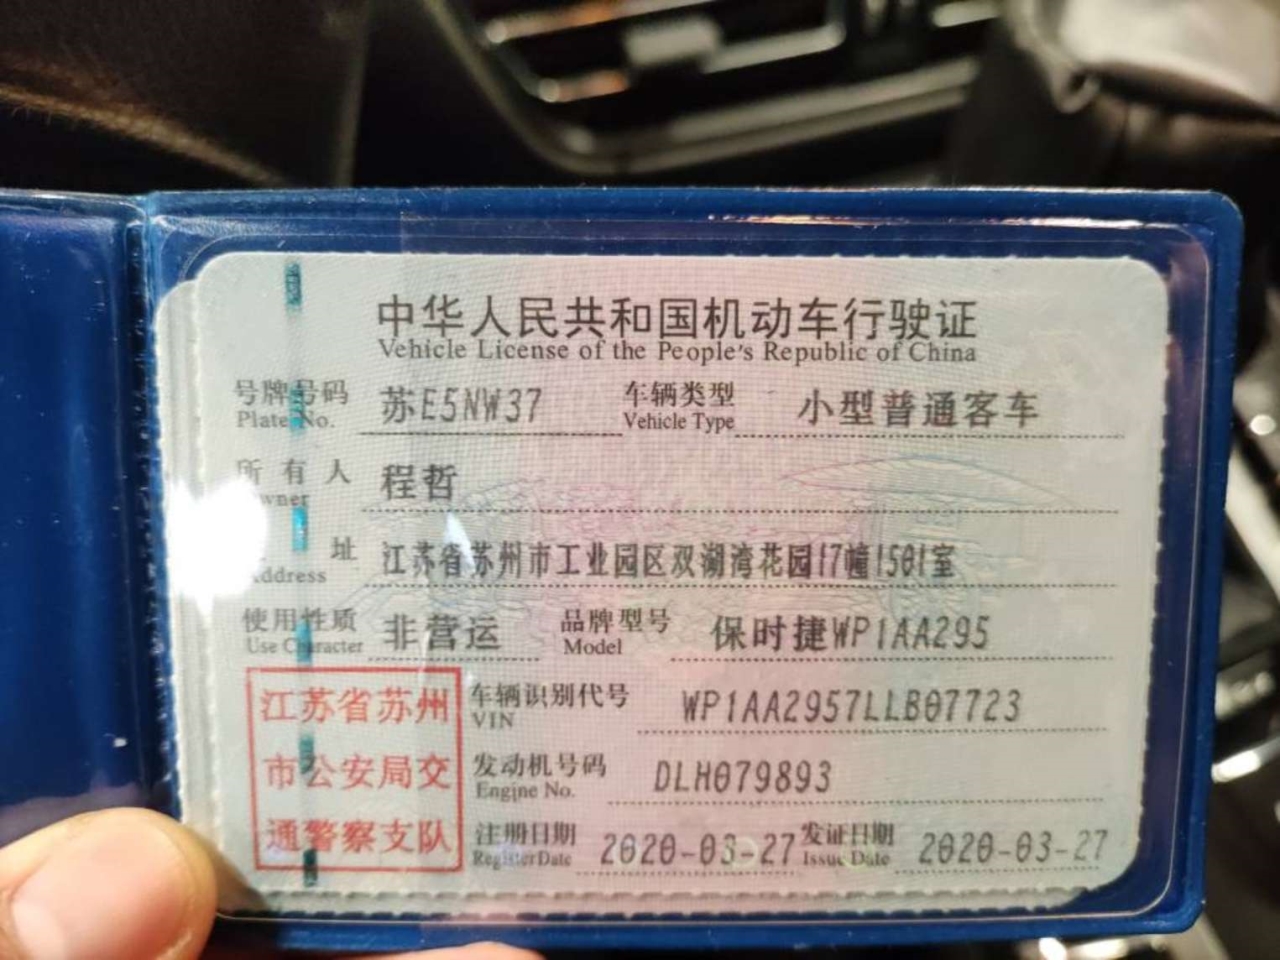 中华人民共和国机动车行驶证
Vehicle License of the People's Republic of China
号牌号码 苏E5NW37 车辆类型 小型普通客车
Plate No. Vehicle Type
所有人 程哲
Owner
址 江苏省苏州市工业园区双湖湾花园17幢1501室
Address
使用性质 非营运 品牌型号 保时捷WP1AA295
Use Character Model
江苏省苏州
市公安局交
通警察支队
车辆识别代号 WP1AA2957LLB07723
VIN
发动机号码 DLH079893
Engine No.
注册日期 2020-03-27 发证日期 2020-03-27
Register Date Issue Date